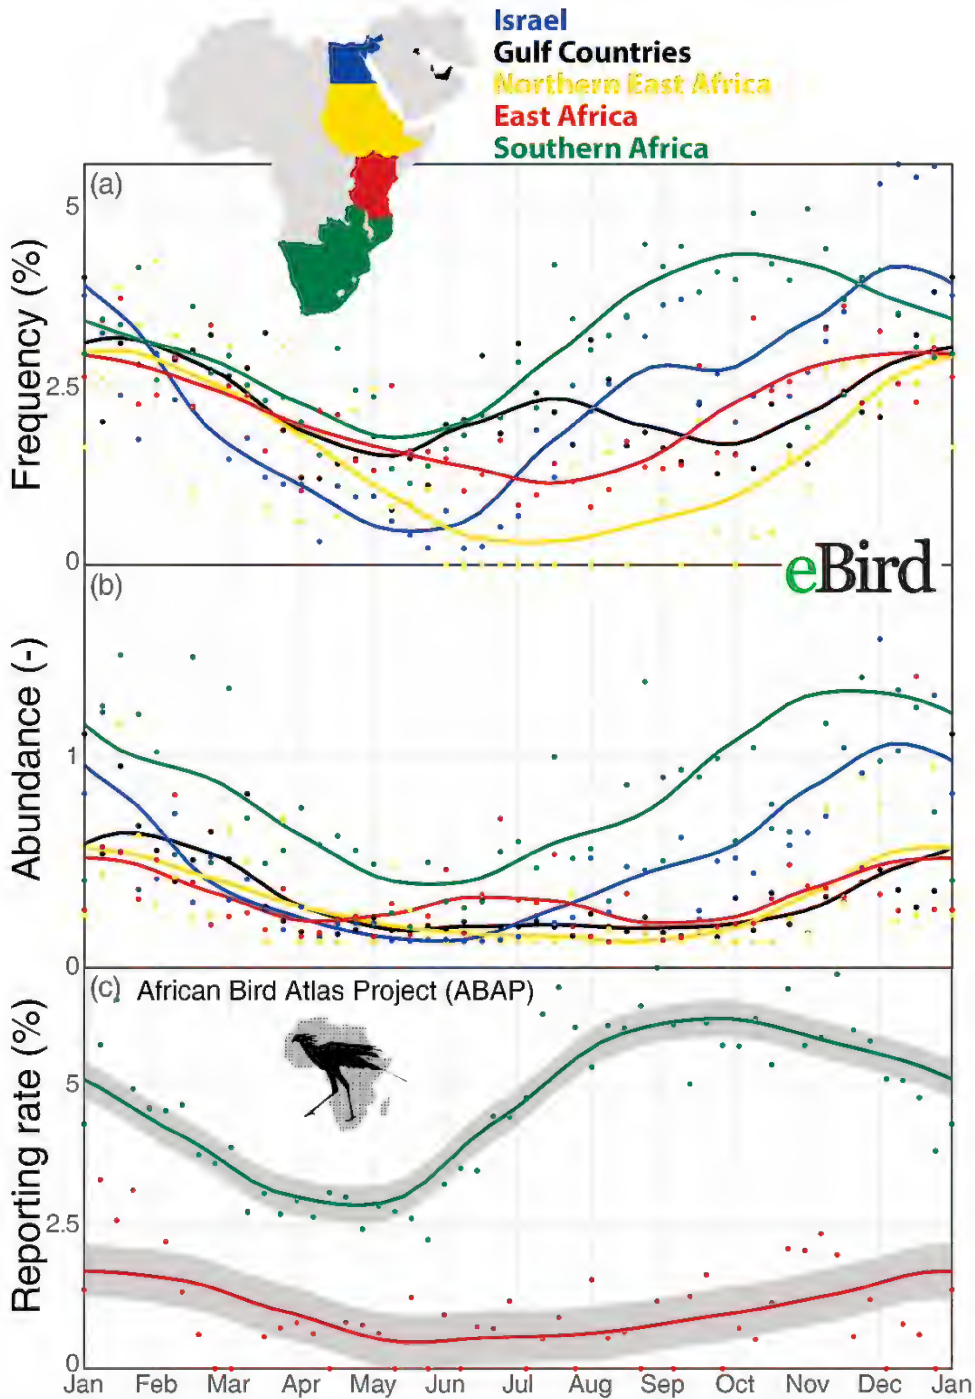 Israel
Gulf Countries
Northern East Africa
East Africa
Southern Africa
(a)
5
2.5
0
Frequency (%)
eBird
(b)
1
0
Abundance (-)
(c) African Bird Atlas Project (ABAP)
5
2.5
0
Reporting rate (%)
Jan Feb Mar Apr May Jun Jul Aug Sep Oct Nov Dec Jan